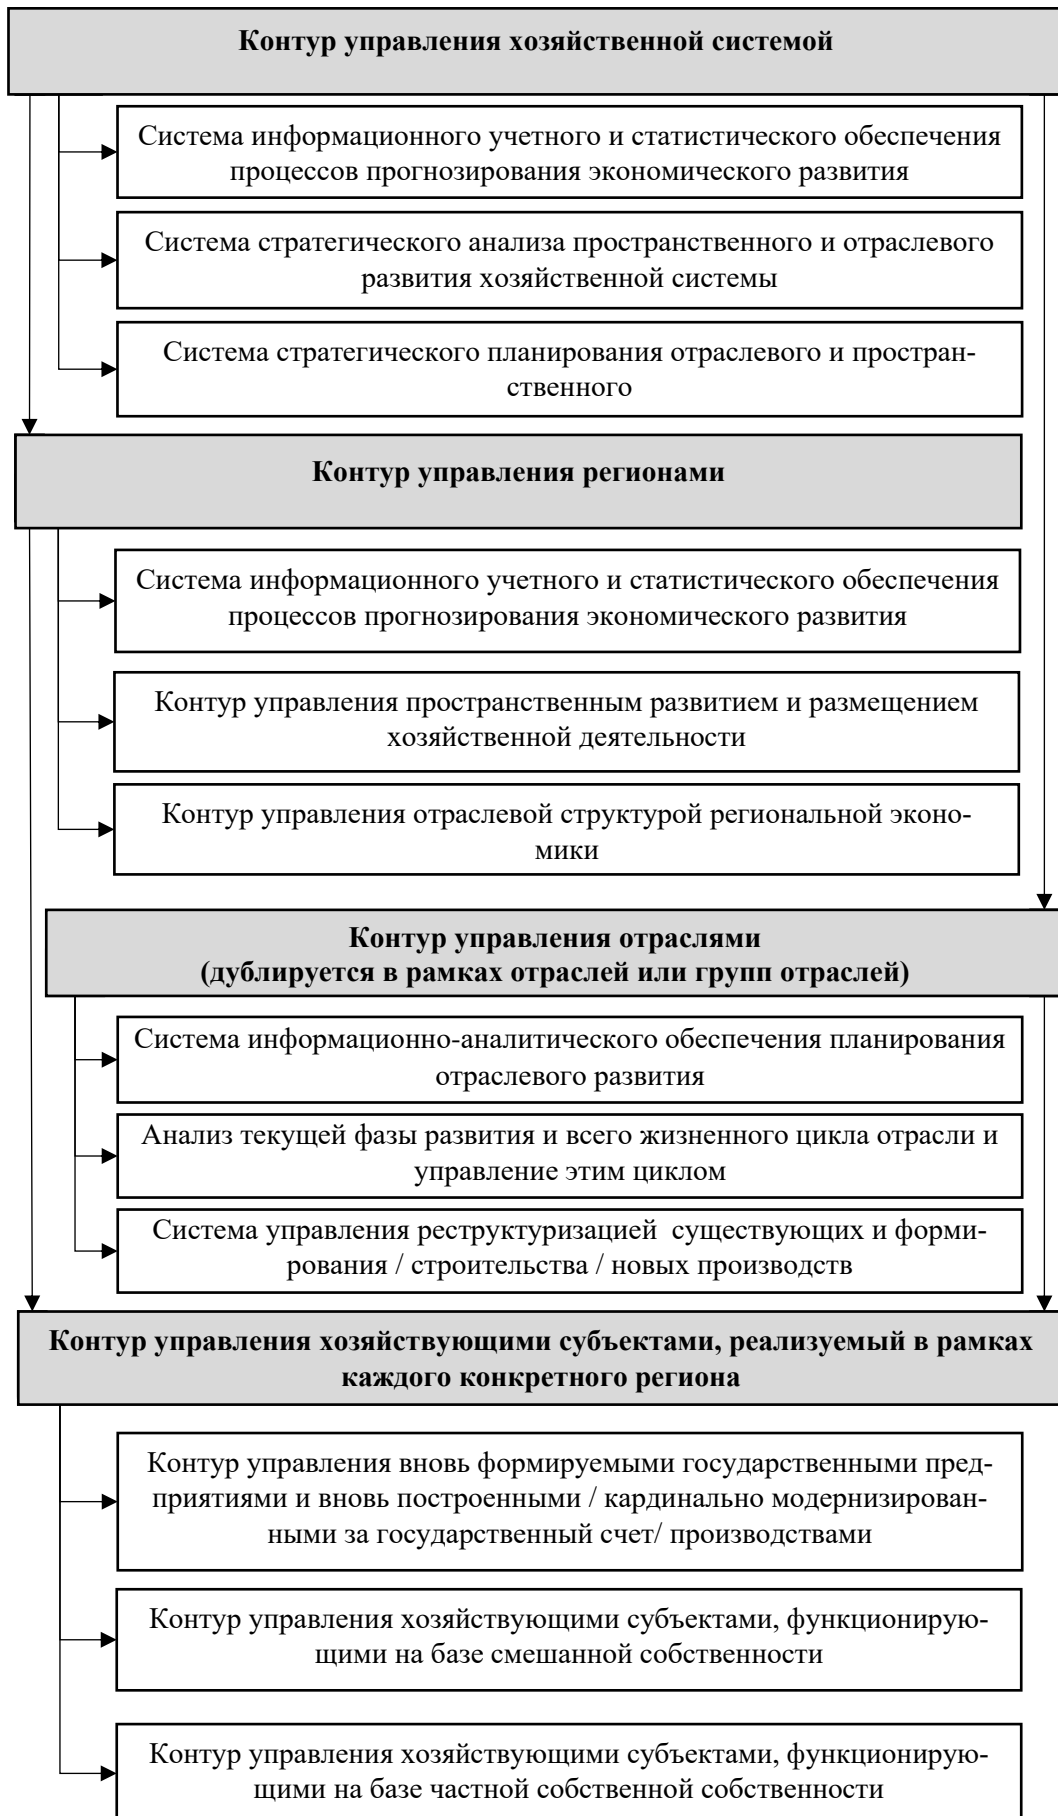 Контур управления хозяйственной системой
Система информационного учетного и статистического обеспечения
процессов прогнозирования экономического развития
Система стратегического анализа пространственного и отраслевого
развития хозяйственной системы
Система стратегического планирования отраслевого и простран-
ственного
Контур управления регионами
Система информационного учетного и статистического обеспечения
процессов прогнозирования экономического развития
Контур управления пространственным развитием и размещением
хозяйственной деятельности
Контур управления отраслевой структурой региональной эконо-
мики
Контур управления отраслями
(дублируется в рамках отраслей или групп отраслей)
Система информационно-аналитического обеспечения планирования
отраслевого развития
Анализ текущей фазы развития и всего жизненного цикла отрасли и
управление этим циклом
Система управления реструктуризацией  существующих и форми-
рования / строительства / новых производств
Контур управления хозяйствующими субъектами, реализуемый в рамках
каждого конкретного региона
Контур управления вновь формируемыми государственными пред-
приятиями и вновь построенными / кардинально модернизирован-
ными за государственный счет/ производствами
Контур управления хозяйствующими субъектами, функционирую-
щими на базе смешанной собственности
Контур управления хозяйствующими субъектами, функционирую-
щими на базе частной собственной собственности